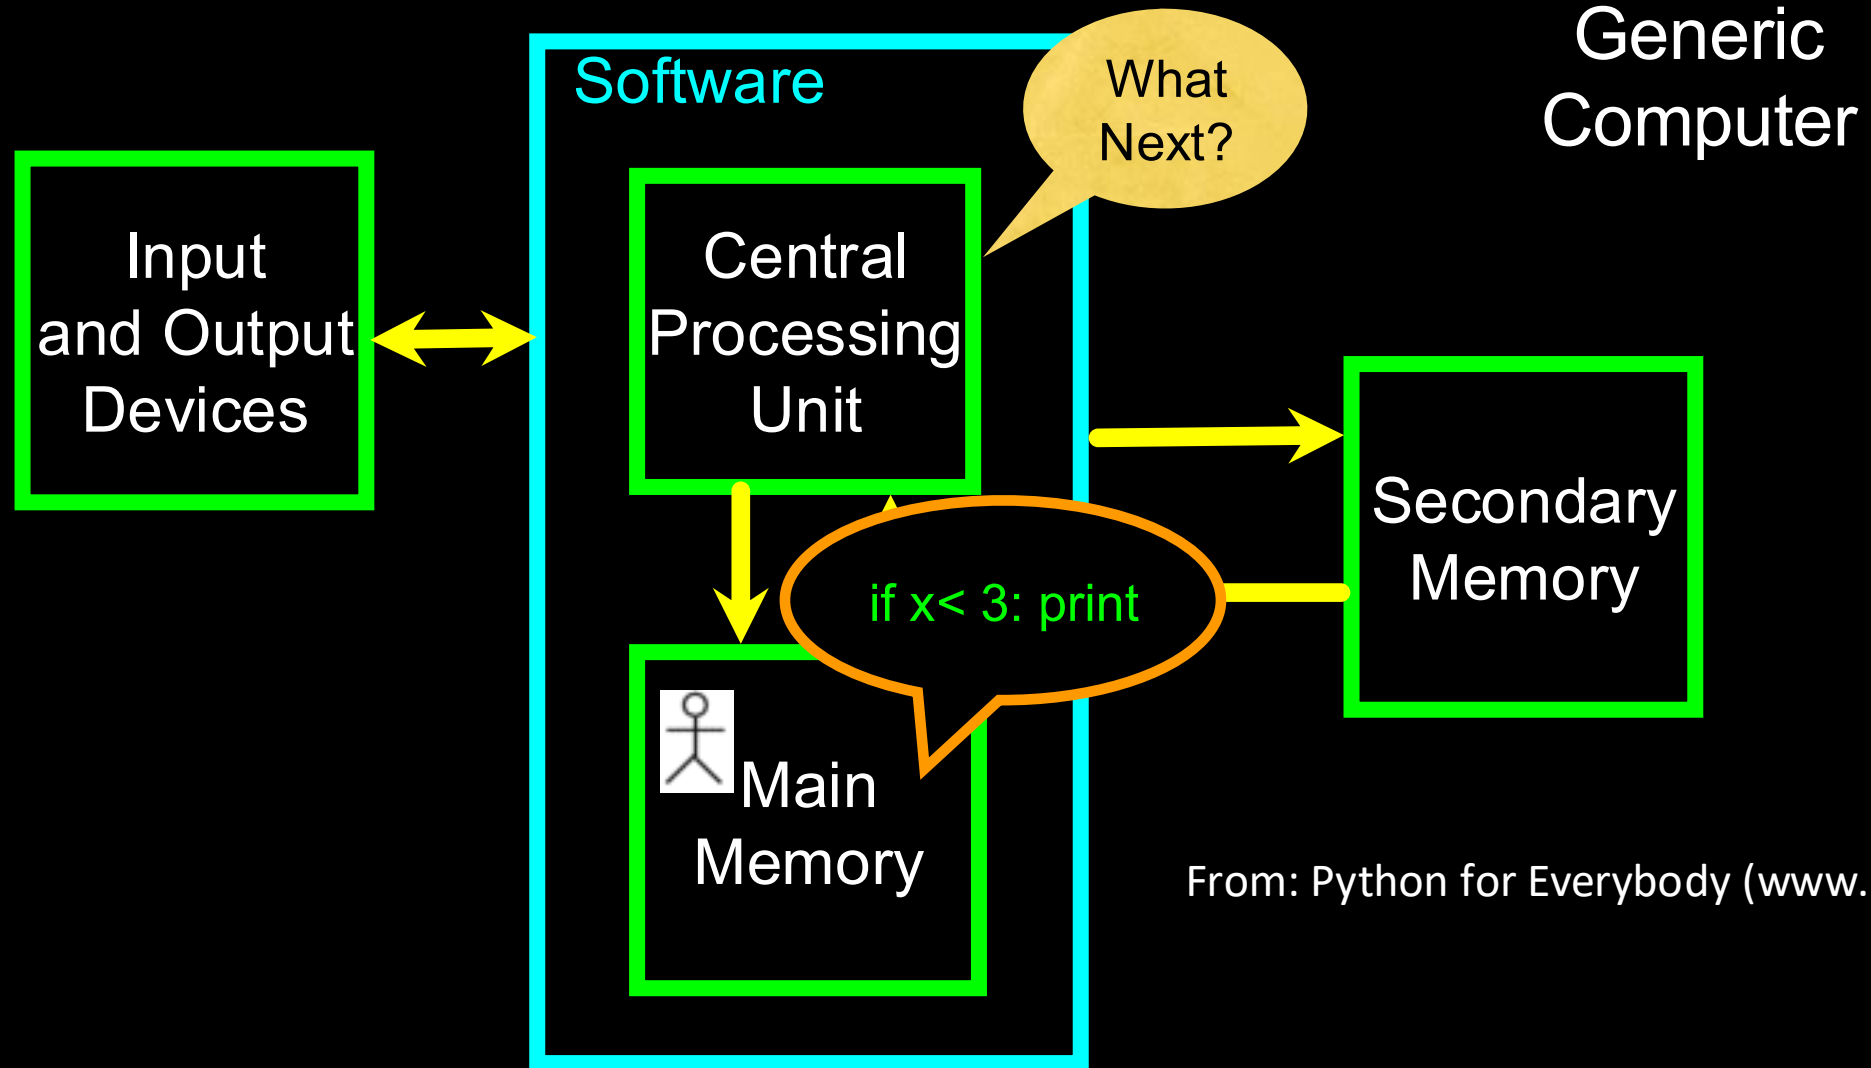 Generic
Computer
Software
What
Next?
Input
and Output
Devices
Central
Processing
Unit
Secondary
Memory
if x< 3: print
Main
Memory
From: Python for Everybody (www.